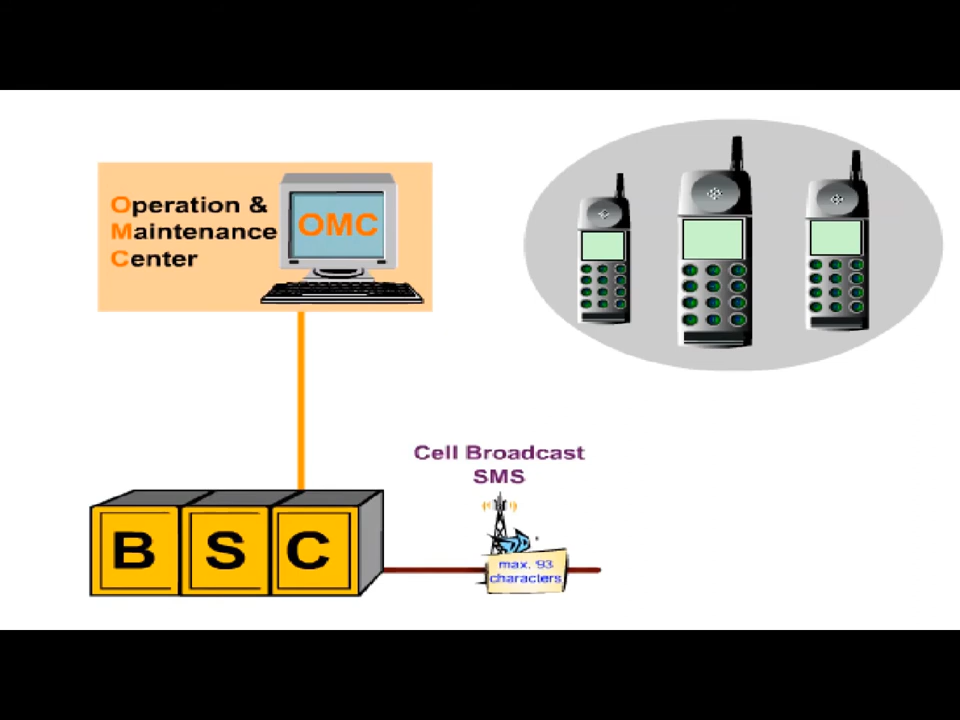 Operation &
Maintenance
Center
OMC
Cell Broadcast
SMS
max. 93
characters
B S C